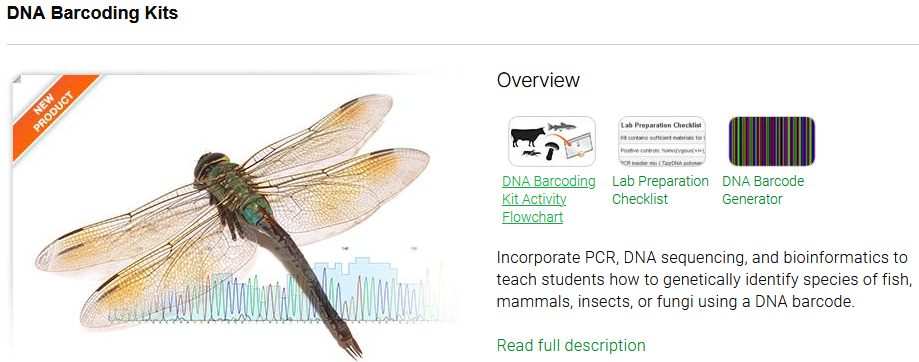 DNA Barcoding Kits
NEW
PRODUCT
Overview
Lab Preparation Checklist
Kit contains sufficient materials for
Positive controls: homozygous(+/+),
PCR master mix ( TaqDNA polymer
DNA Barcoding
Kit Activity
Flowchart
Lab Preparation
Checklist
DNA Barcode
Generator
Incorporate PCR, DNA sequencing, and bioinformatics to
teach students how to genetically identify species of fish,
mammals, insects, or fungi using a DNA barcode.
Read full description